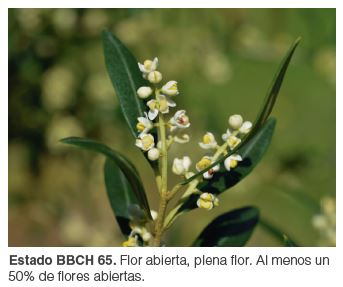 Estado BBCH 65. Flor abierta, plena flor. Al menos un
50% de flores abiertas.